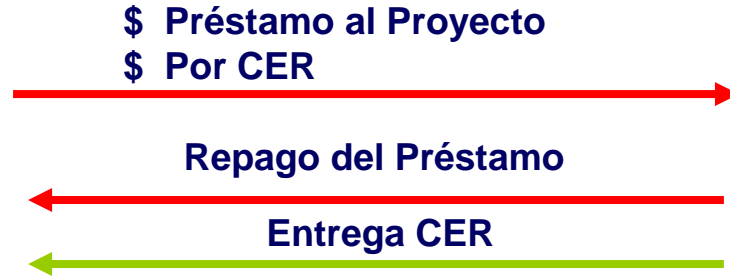 $ Préstamo al Proyecto
$ Por CER
Repago del Préstamo
Entrega CER